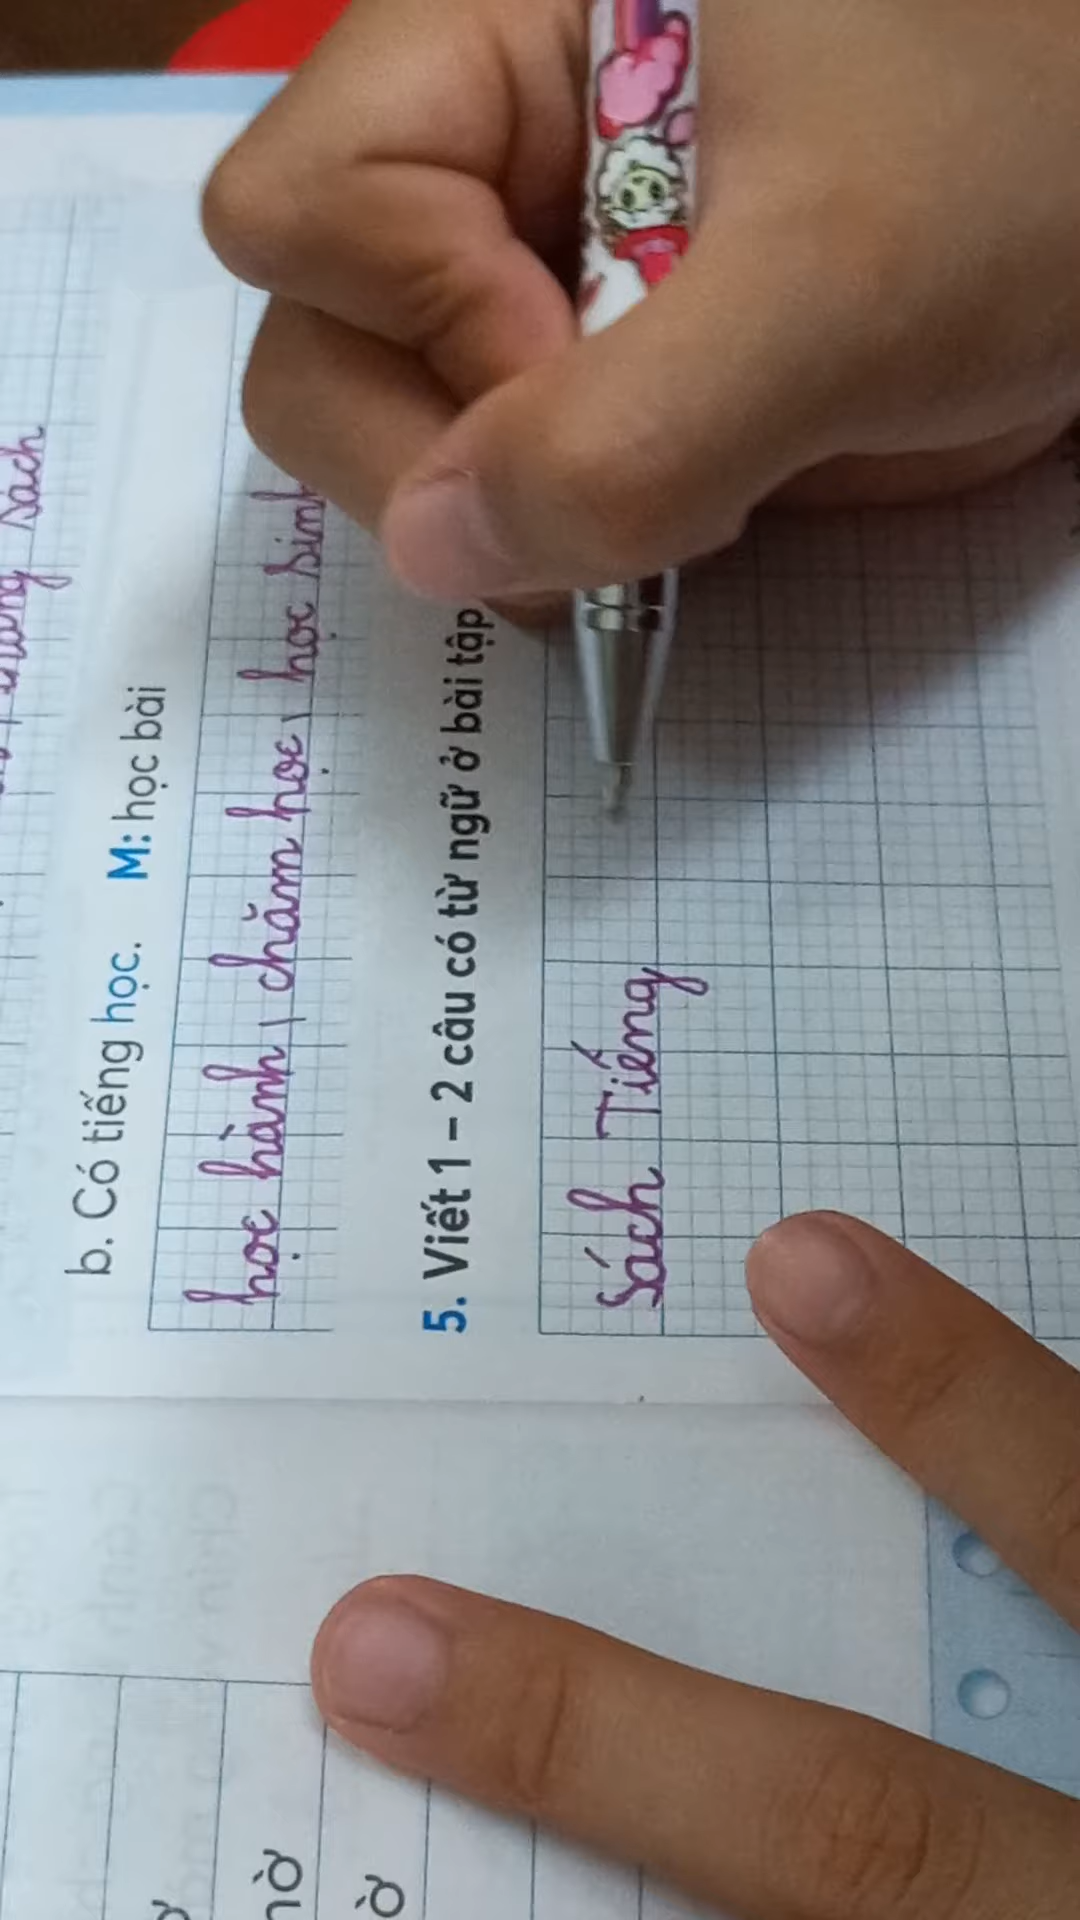 sách
b. Có tiếng học. M: học bài
học hành, chăm học, học sinh
5. Viết 1 – 2 câu có từ ngữ ở bài tập
Sách Tiếng